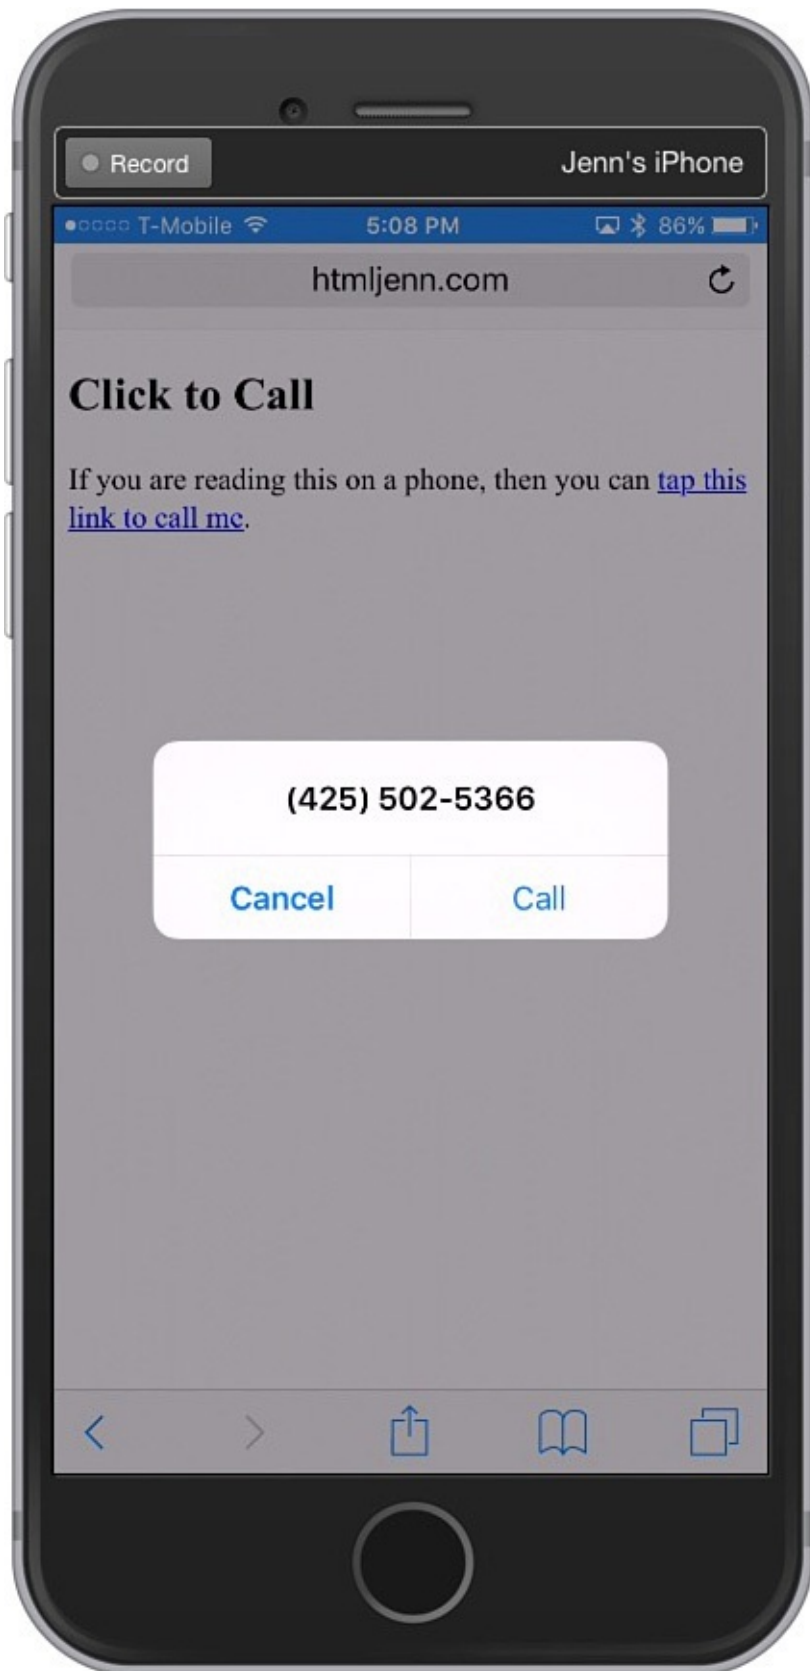 Record
Jenn's iPhone
T-Mobile 5:08 PM 86%
htmljenn.com
Click to Call
If you are reading this on a phone, then you can tap this
link to call me.
(425) 502-5366
Cancel Call